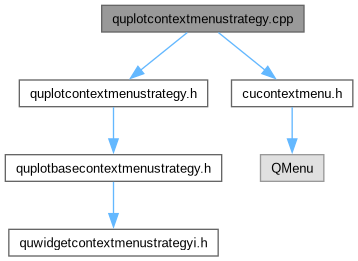 quplotcontextmenustrategy.cpp
quplotcontextmenustrategy.h
cucontextmenu.h
quplotbasecontextmenustrategy.h
QMenu
quwidgetcontextmenustrategyi.h